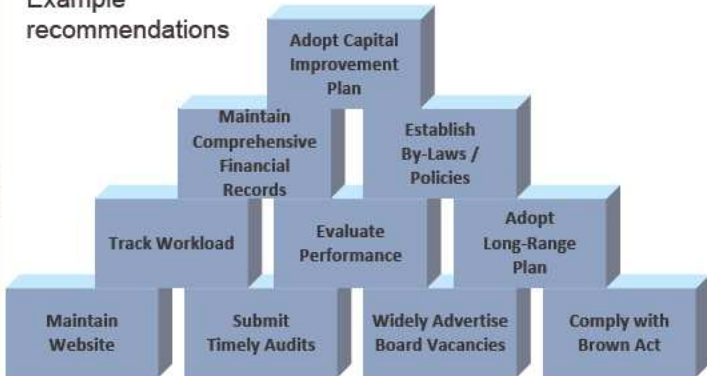 Example
recommendations
Adopt Capital
Improvement
Plan
Maintain
Comprehensive
Financial
Records
Establish
By-Laws /
Policies
Track Workload
Evaluate
Performance
Adopt
Long-Range
Plan
Maintain
Website
Submit
Timely Audits
Widely Advertise
Board Vacancies
Comply with
Brown Act